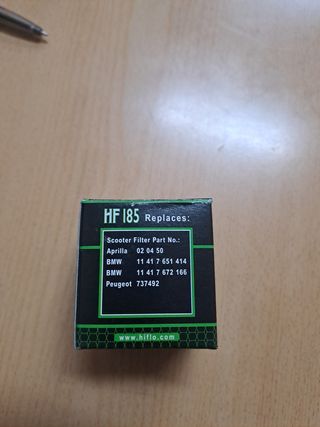 HF185 Replaces:
Scooter Filter Part No.:
Aprilla 02 04 50
BMW 11 41 7 651 414
BMW 11 41 7 672 166
Peugeot 737492
www.hiflo.com